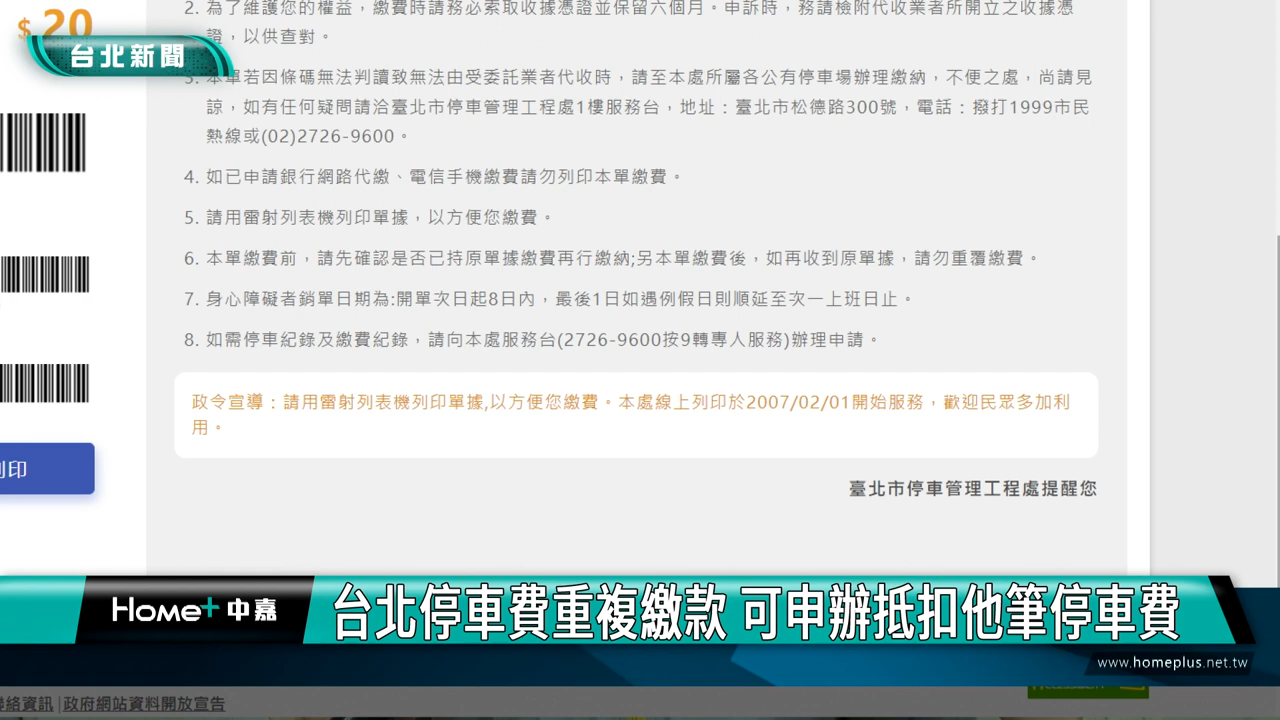 $20
台北新聞
2. 為了維護您的權益，繳費時請務必索取收據憑證並保留六個月。申訴時，務請檢附代收業者所開立之收據憑
證，以供查對。
3. 本單若因條碼無法判讀致無法由受委託業者代收時，請至本處所屬各公有停車場辦理繳納，不便之處，尚請見
諒，如有任何疑問請洽臺北市停車管理工程處1樓服務台，地址：臺北市松德路300號，電話：撥打1999市民
熱線或(02)2726-9600。
4. 如已申請銀行網路代繳、電信手機繳費請勿列印本單繳費。
5. 請用雷射列表機列印單據，以方便您繳費。
6. 本單繳費前，請先確認是否已持原單據繳費再行繳納;另本單繳費後，如再收到原單據，請勿重覆繳費。
7. 身心障礙者銷單日期為:開單次日起8日內，最後1日如遇例假日則順延至次一上班日止。
8. 如需停車紀錄及繳費紀錄，請向本處服務台(2726-9600按9轉專人服務)辦理申請。
政令宣導：請用雷射列表機列印單據,以方便您繳費。本處線上列印於2007/02/01開始服務，歡迎民眾多加利
用。
列印
臺北市停車管理工程處提醒您
Home+中嘉
台北停車費重複繳款 可申辦抵扣他筆停車費
www.homeplus.net.tw
聯絡資訊 | 政府網站資料開放宣告